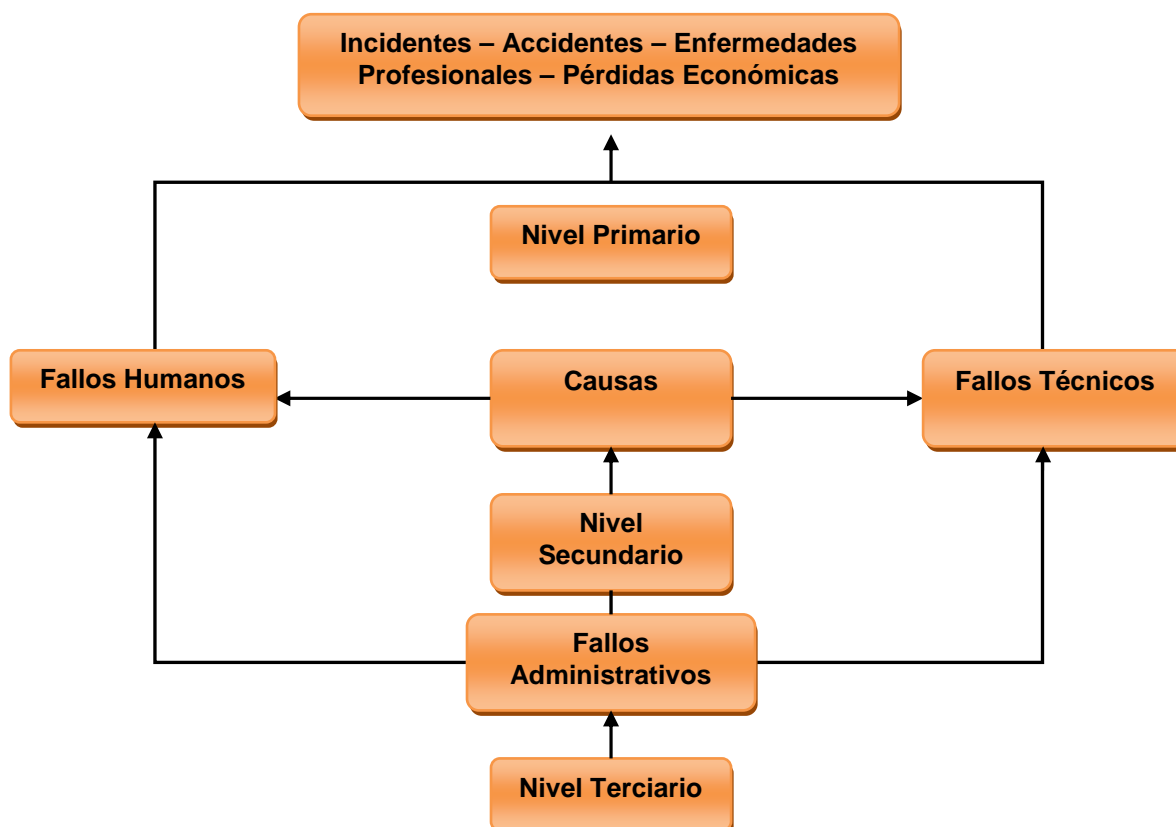 Incidentes – Accidentes – Enfermedades
Profesionales – Pérdidas Económicas
Nivel Primario
Fallos Humanos
Causas
Fallos Técnicos
Nivel
Secundario
Fallos
Administrativos
Nivel Terciario